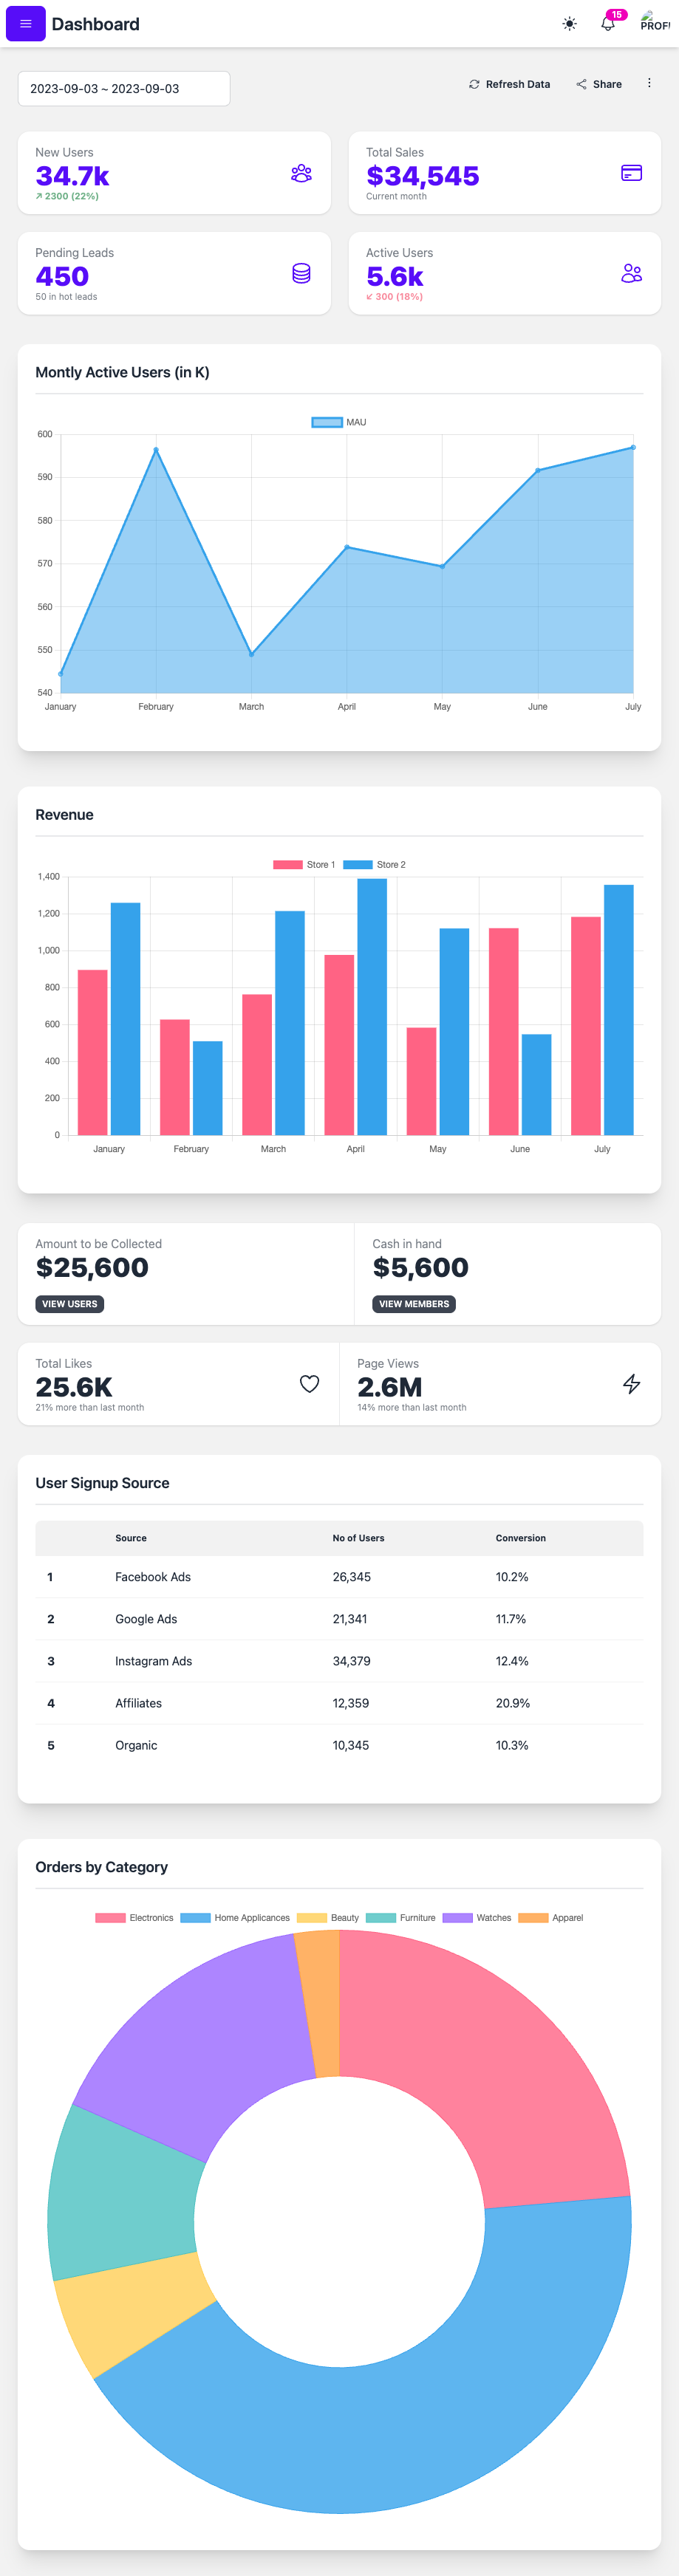 Dashboard
15
PROF
2023-09-03 ~ 2023-09-03
Refresh Data
Share
New Users
34.7k
↗ 2300 (22%)
Total Sales
$34,545
Current month
Pending Leads
450
50 in hot leads
Active Users
5.6k
↙ 300 (18%)
Montly Active Users (in K)
MAU
600
590
580
570
560
550
540
January February March April May June July
Revenue
Store 1 Store 2
1,400
1,200
1,000
800
600
400
200
0
January February March April May June July
Amount to be Collected
$25,600
VIEW USERS
Cash in hand
$5,600
VIEW MEMBERS
Total Likes
25.6K
21% more than last month
Page Views
2.6M
14% more than last month
User Signup Source
Source No of Users Conversion
1 Facebook Ads 26,345 10.2%
2 Google Ads 21,341 11.7%
3 Instagram Ads 34,379 12.4%
4 Affiliates 12,359 20.9%
5 Organic 10,345 10.3%
Orders by Category
Electronics Home Applicances Beauty Furniture Watches Apparel